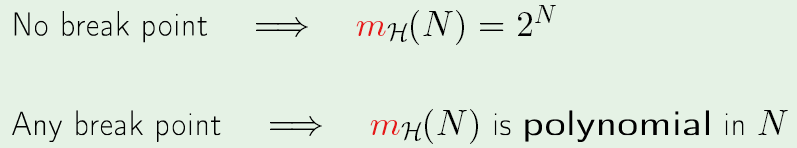 No break point ⟹ m_ℋ(N) = 2^N
Any break point ⟹ m_ℋ(N) is polynomial in N